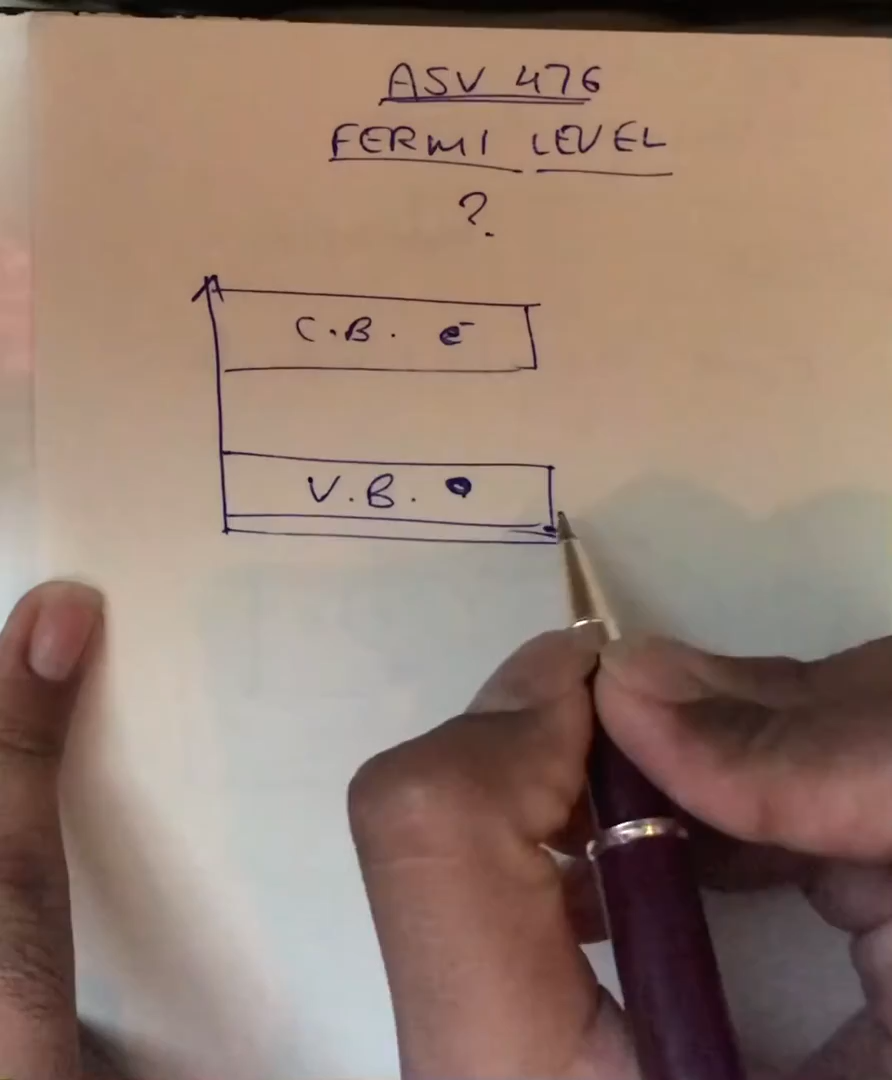 ASV 476
FERMI LEVEL
?
C.B. e⁻
V.B.